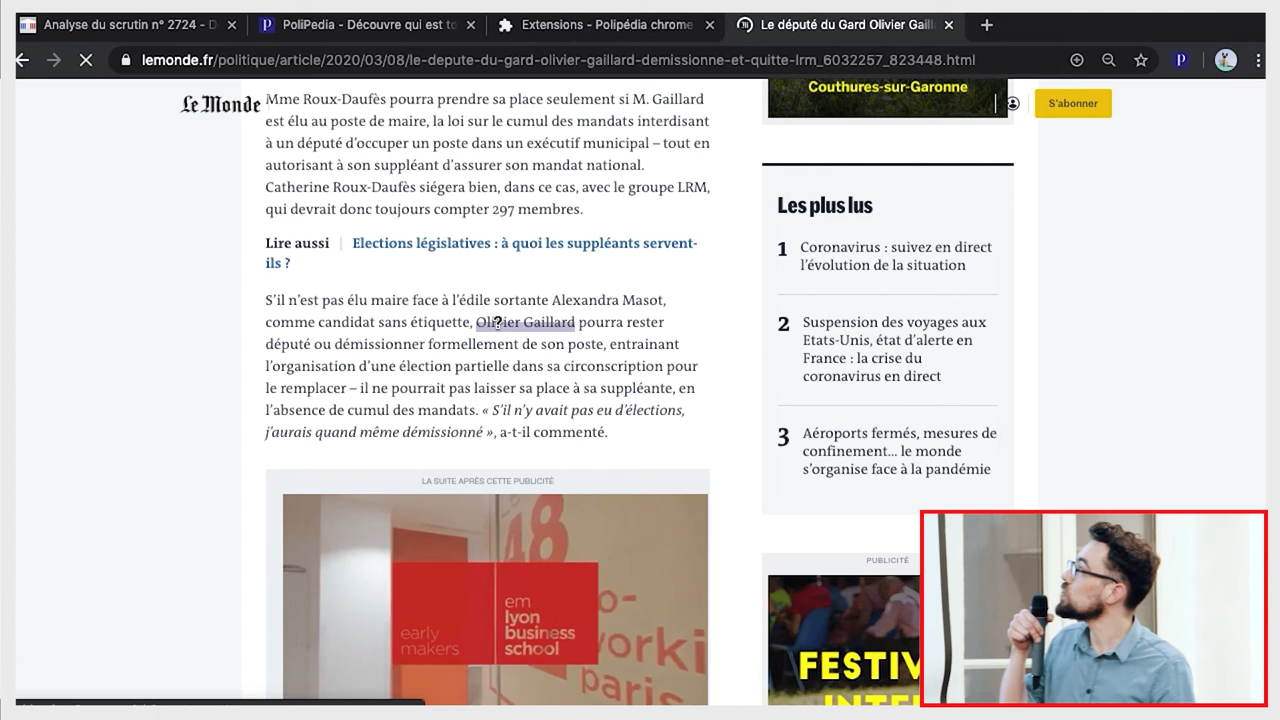 Analyse du scrutin n° 2724 - D
PoliPedia - Découvre qui est to
Extensions - Polipédia chrome
Le député du Gard Olivier Gaill
lemonde.fr/politique/article/2020/03/08/le-depute-du-gard-olivier-gaillard-demissionne-et-quitte-lrm_6032257_823448.html
Le Monde
S'abonner
Mme Roux-Daufès pourra prendre sa place seulement si M. Gaillard
est élu au poste de maire, la loi sur le cumul des mandats interdisant
à un député d'occuper un poste dans un exécutif municipal – tout en
autorisant à son suppléant d'assurer son mandat national.
Catherine Roux-Daufès siégera bien, dans ce cas, avec le groupe LRM,
qui devrait donc toujours compter 297 membres.
Lire aussi | Elections législatives : à quoi les suppléants servent-
ils ?
S'il n'est pas élu maire face à l'édile sortante Alexandra Masot,
comme candidat sans étiquette, Olivier Gaillard pourra rester
député ou démissionner formellement de son poste, entrainant
l'organisation d'une élection partielle dans sa circonscription pour
le remplacer – il ne pourrait pas laisser sa place à sa suppléante, en
l'absence de cumul des mandats. « S'il n'y avait pas eu d'élections,
j'aurais quand même démissionné », a-t-il commenté.
LA SUITE APRÈS CETTE PUBLICITÉ
48
early
makers
em
lyon
business
school
o-
worki
paris
Couthures-sur-Garonne
Les plus lus
1 Coronavirus : suivez en direct
l'évolution de la situation
2 Suspension des voyages aux
Etats-Unis, état d'alerte en
France : la crise du
coronavirus en direct
3 Aéroports fermés, mesures de
confinement... le monde
s'organise face à la pandémie
PUBLICITÉ
FESTIV
INTE